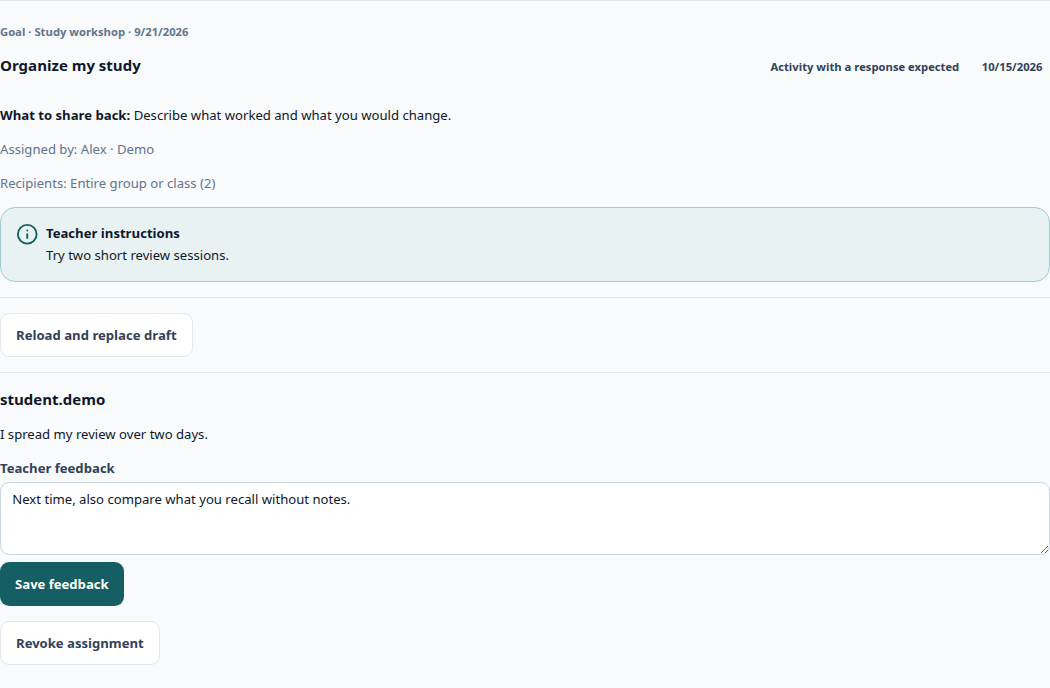 Goal · Study workshop · 9/21/2026
Organize my study
Activity with a response expected 10/15/2026
What to share back: Describe what worked and what you would change.
Assigned by: Alex · Demo
Recipients: Entire group or class (2)
Teacher instructions
Try two short review sessions.
Reload and replace draft
student.demo
I spread my review over two days.
Teacher feedback
Next time, also compare what you recall without notes.
Save feedback
Revoke assignment